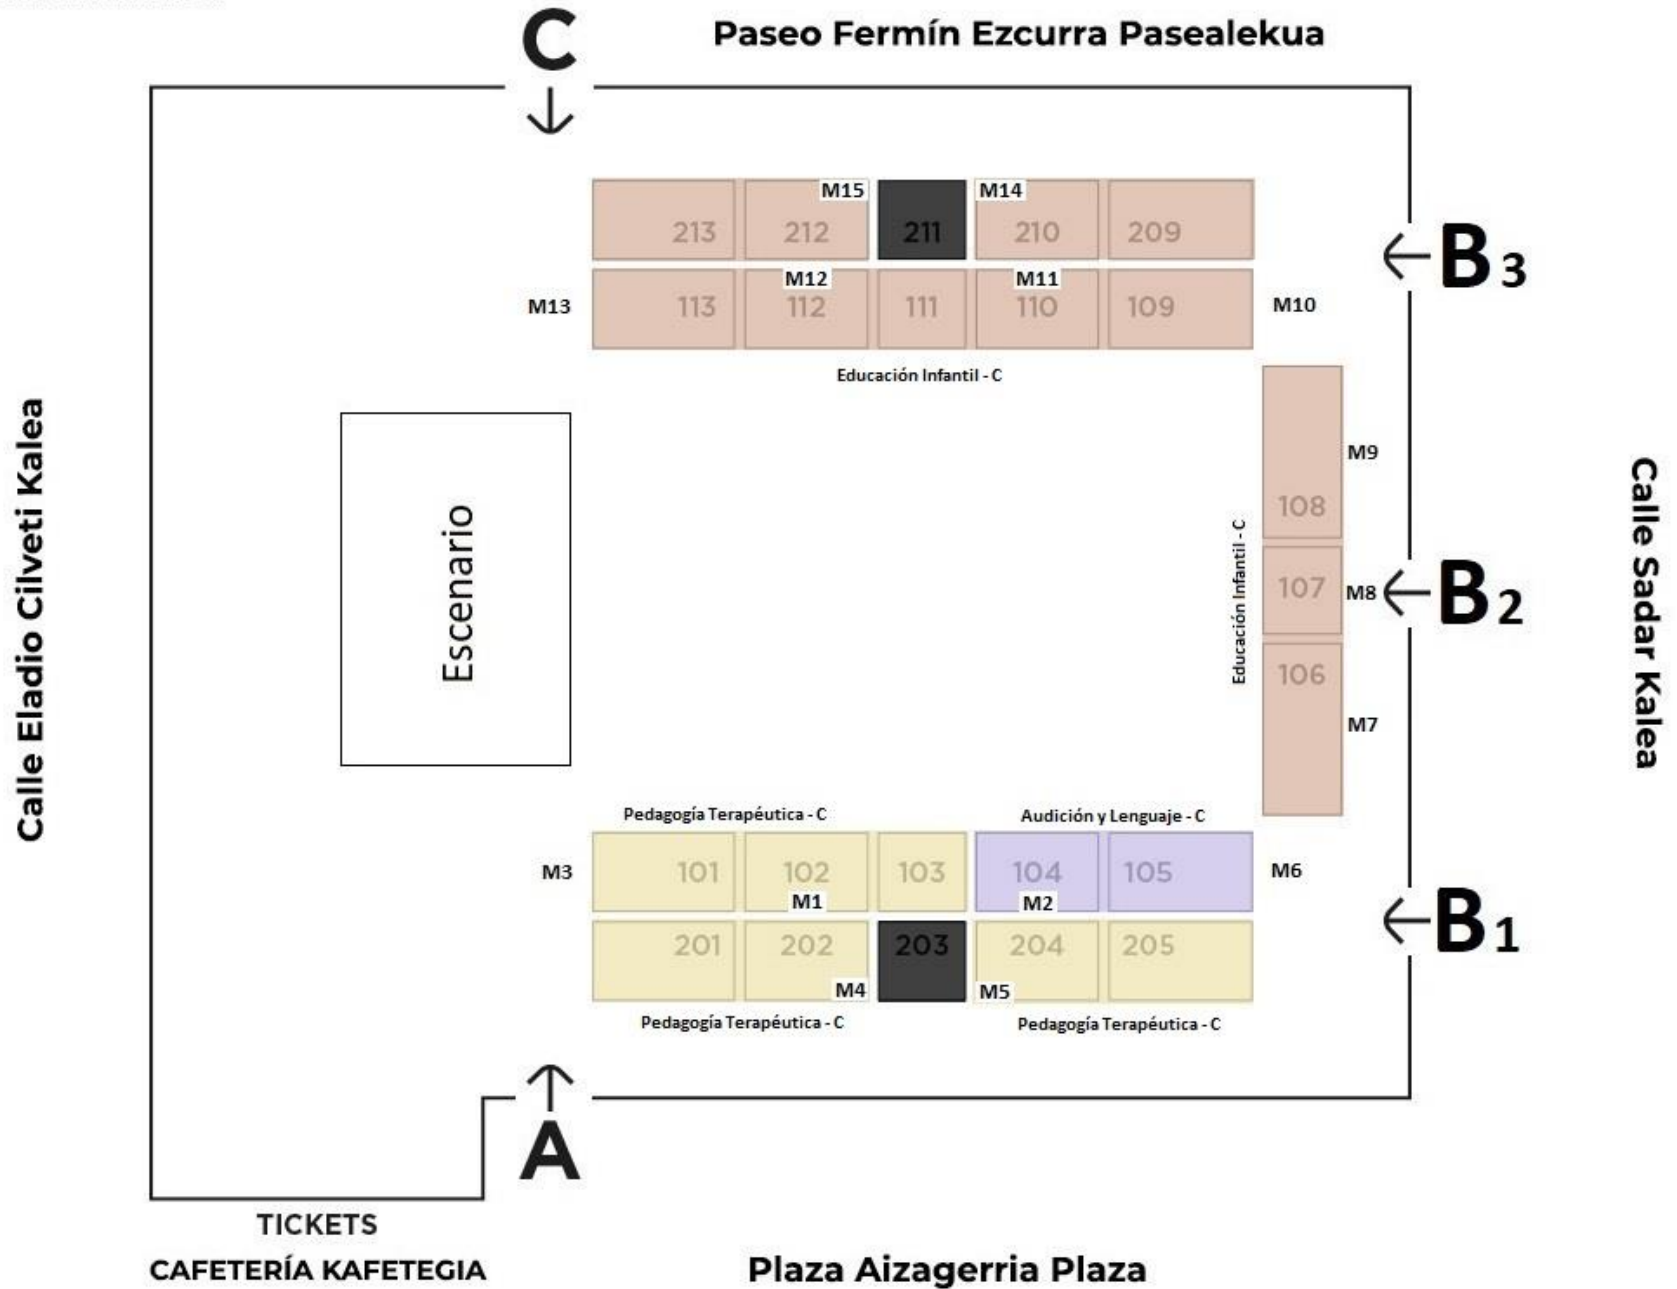 C
Paseo Fermín Ezcurra Pasealekua
M15
M14
213
212
211
210
209
B3
M12
M11
M13
113
112
111
110
109
M10
Educación Infantil - C
Calle Eladio Cilveti Kalea
Escenario
Educación Infantil - C
M9
108
107
M8
B2
106
M7
Calle Sadar Kalea
Pedagogía Terapéutica - C
Audición y Lenguaje - C
M3
101
102
103
104
105
M6
M1
M2
B1
201
202
203
204
205
M4
M5
Pedagogía Terapéutica - C
Pedagogía Terapéutica - C
A
TICKETS
CAFETERÍA KAFETEGIA
Plaza Aizagerria Plaza